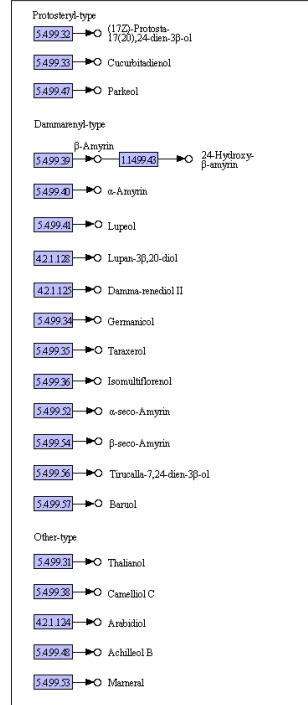 Protosteryl-type
5.4.99.32 (17Z)-Protosta-
17(20),24-dien-3β-ol
5.4.99.33 Cucurbitadienol
5.4.99.47 Parkeol
Dammarenyl-type
β-Amyrin
5.4.99.39 1.14.99.43 24-Hydroxy-
β-amyrin
5.4.99.40 α-Amyrin
5.4.99.41 Lupeol
4.2.1.128 Lupan-3β,20-diol
4.2.1.125 Damma-renediol II
5.4.99.34 Germanicol
5.4.99.35 Taraxerol
5.4.99.36 Isomultiflorenol
5.4.99.52 α-seco-Amyrin
5.4.99.54 β-seco-Amyrin
5.4.99.56 Tirucalla-7,24-dien-3β-ol
5.4.99.57 Baruol
Other-type
5.4.99.31 Thalianol
5.4.99.38 Camelliol C
4.2.1.124 Arabidiol
5.4.99.48 Achilleol B
5.4.99.53 Marneral